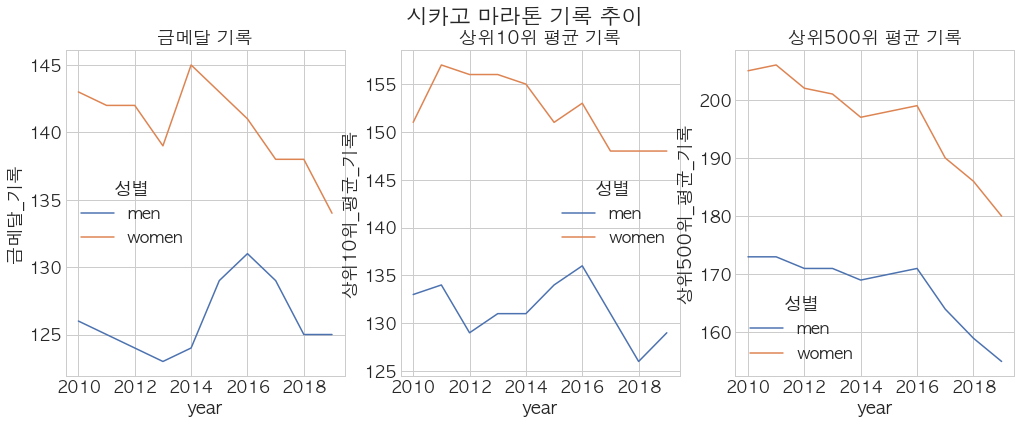 시카고 마라톤 기록 추이
금메달 기록
금메달_기록
145
140
135
130
125
성별
men
women
2010 2012 2014 2016 2018
year
상위10위 평균 기록
상위10위_평균_기록
155
150
145
140
135
130
125
성별
men
women
2010 2012 2014 2016 2018
year
상위500위 평균 기록
상위500위_평균_기록
200
190
180
170
160
성별
men
women
2010 2012 2014 2016 2018
year